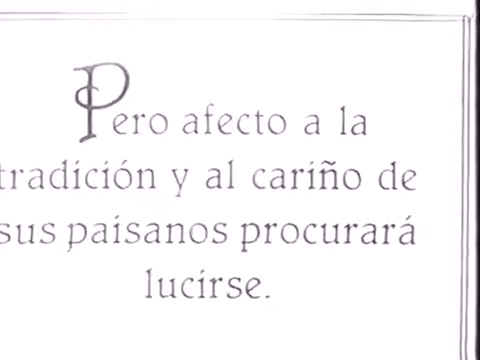 Pero afecto a la
tradición y al cariño de
sus paisanos procurará
lucirse.